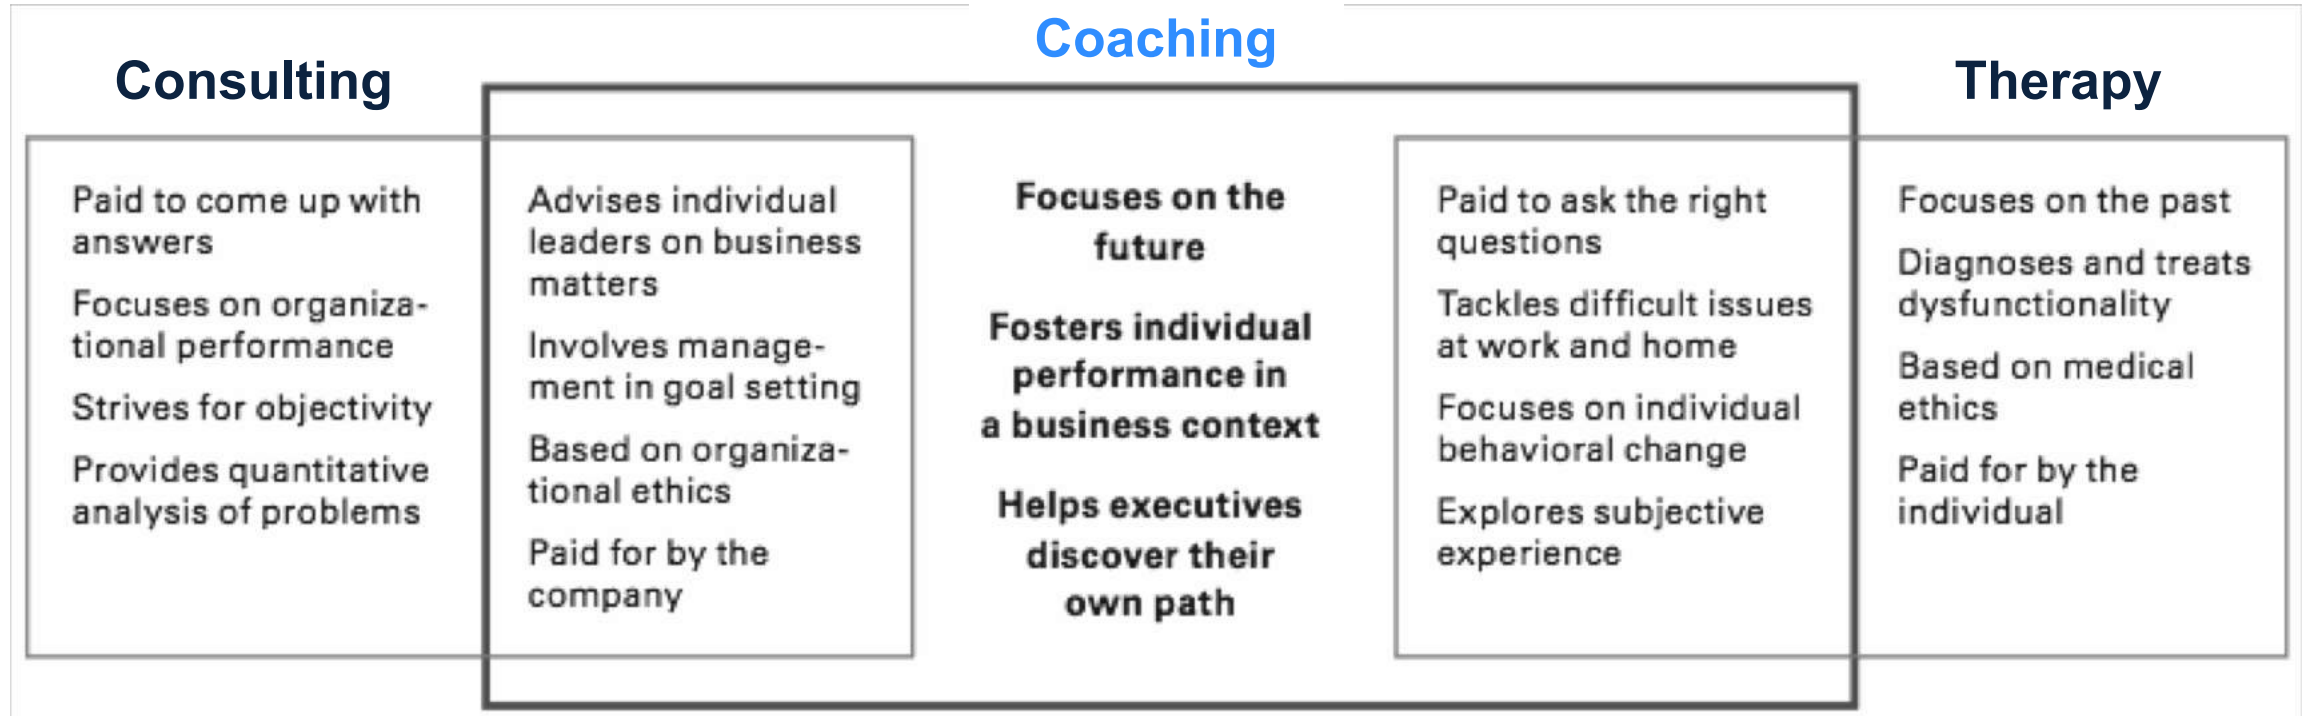 Coaching
Consulting
Therapy
Paid to come up with
answers
Focuses on organiza-
tional performance
Strives for objectivity
Provides quantitative
analysis of problems
Advises individual
leaders on business
matters
Involves manage-
ment in goal setting
Based on organiza-
tional ethics
Paid for by the
company
Focuses on the
future
Fosters individual
performance in
a business context
Helps executives
discover their
own path
Paid to ask the right
questions
Tackles difficult issues
at work and home
Focuses on individual
behavioral change
Explores subjective
experience
Focuses on the past
Diagnoses and treats
dysfunctionality
Based on medical
ethics
Paid for by the
individual